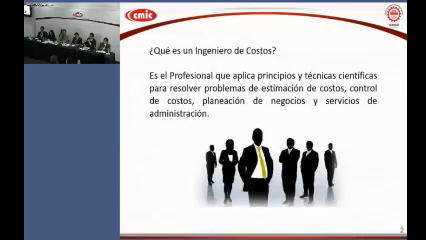 cmic
¿Qué es un Ingeniero de Costos?
Es el Profesional que aplica principios y técnicas científicas
para resolver problemas de estimación de costos, control
de costos, planeación de negocios y servicios de
administración.
2